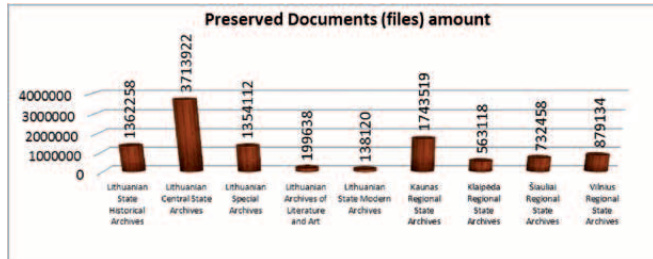 Preserved Documents (files) amount
4000000
3000000
2000000
1000000
0
1362258
3713922
1354112
199638
138120
1743519
563118
732458
879134
Lithuanian State Historical Archives
Lithuanian Central State Archives
Lithuanian Special Archives
Lithuanian Archives of Literature and Art
Lithuanian State Modern Archives
Kaunas Regional State Archives
Klaipėda Regional State Archives
Šiauliai Regional State Archives
Vilnius Regional State Archives